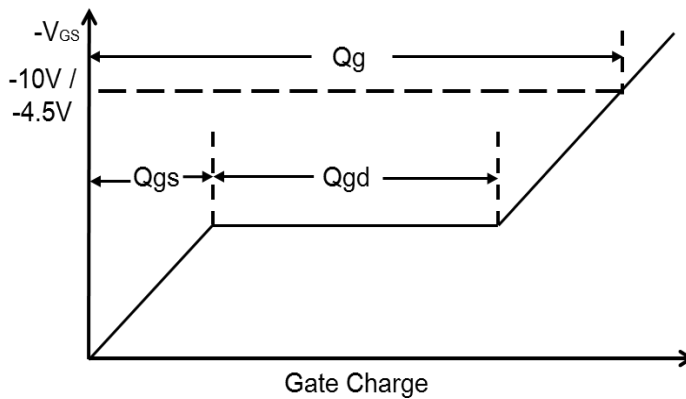 -VGS
Qg
-10V /
-4.5V
Qgs
Qgd
Gate Charge